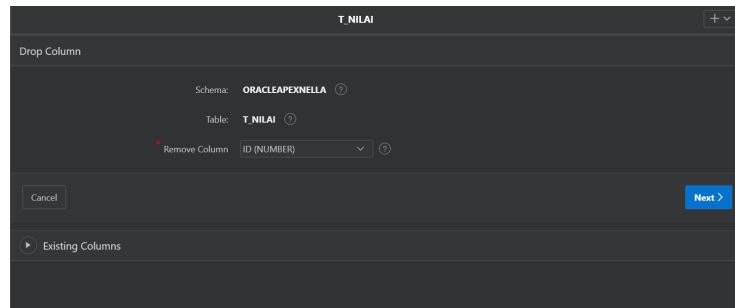 T_NILAI
Drop Column
Schema: ORACLEAPEXNELLA ?
Table: T_NILAI ?
* Remove Column ID (NUMBER) ?
Cancel Next >
Existing Columns